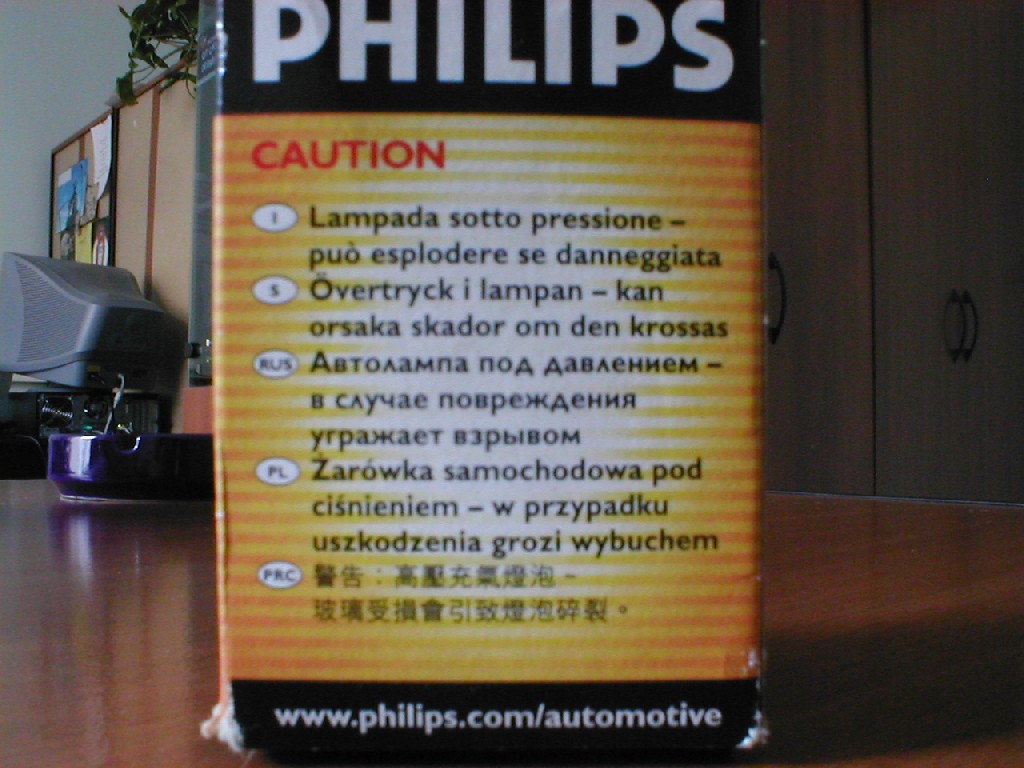 PHILIPS
CAUTION
I Lampada sotto pressione –
può esplodere se danneggiata
S Övertryck i lampan – kan
orsaka skador om den krossas
RUS Автолампа под давлением –
в случае повреждения
угражает взрывом
PL Żarówka samochodowa pod
ciśnieniem – w przypadku
uszkodzenia grozi wybuchem
PRC 警告：高壓充氣燈泡 –
玻璃受損會引致燈泡碎裂。
www.philips.com/automotive